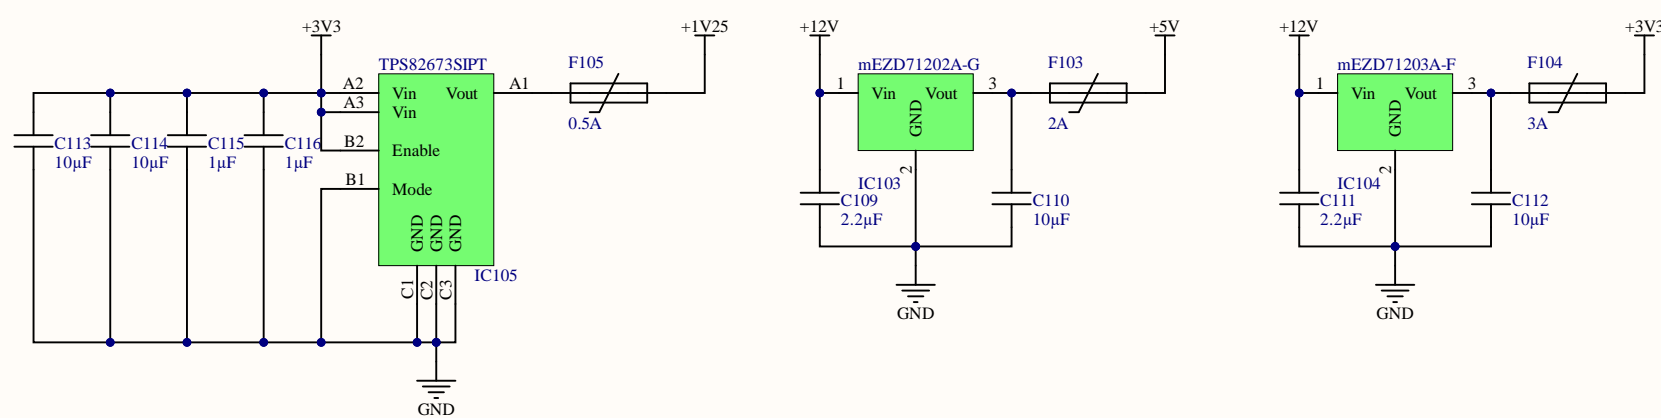 +3V3
+1V25
TPS82673SIPT
A2
Vin
Vout
A1
A3
Vin
B2
Enable
B1
Mode
GND
GND
GND
C1
C2
C3
IC105
F105
0.5A
C113
10µF
C114
10µF
C115
1µF
C116
1µF
GND
+12V
+5V
mEZD71202A-G
1
Vin
Vout
3
GND
2
IC103
F103
2A
C109
2.2µF
C110
10µF
GND
+12V
+3V3
mEZD71203A-F
1
Vin
Vout
3
GND
2
IC104
F104
3A
C111
2.2µF
C112
10µF
GND